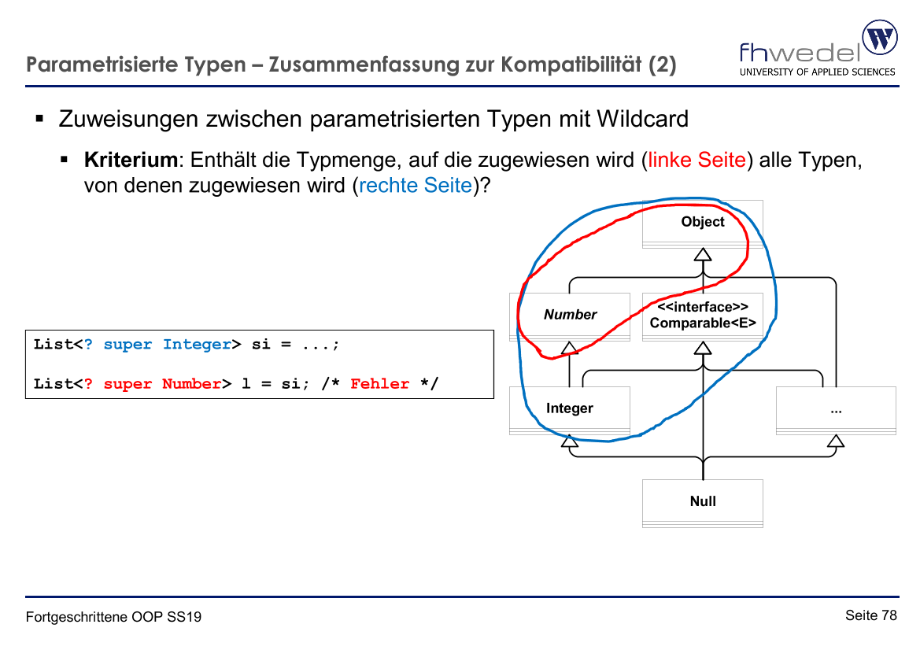 Parametrisierte Typen – Zusammenfassung zur Kompatibilität (2)
fhwedel
UNIVERSITY OF APPLIED SCIENCES
Zuweisungen zwischen parametrisierten Typen mit Wildcard
Kriterium: Enthält die Typmenge, auf die zugewiesen wird (linke Seite) alle Typen,
von denen zugewiesen wird (rechte Seite)?
Object
Number
<<interface>>
Comparable<E>
List<? super Integer> si = ...;
List<? super Number> l = si; /* Fehler */
Integer
...
Null
Fortgeschrittene OOP SS19
Seite 78